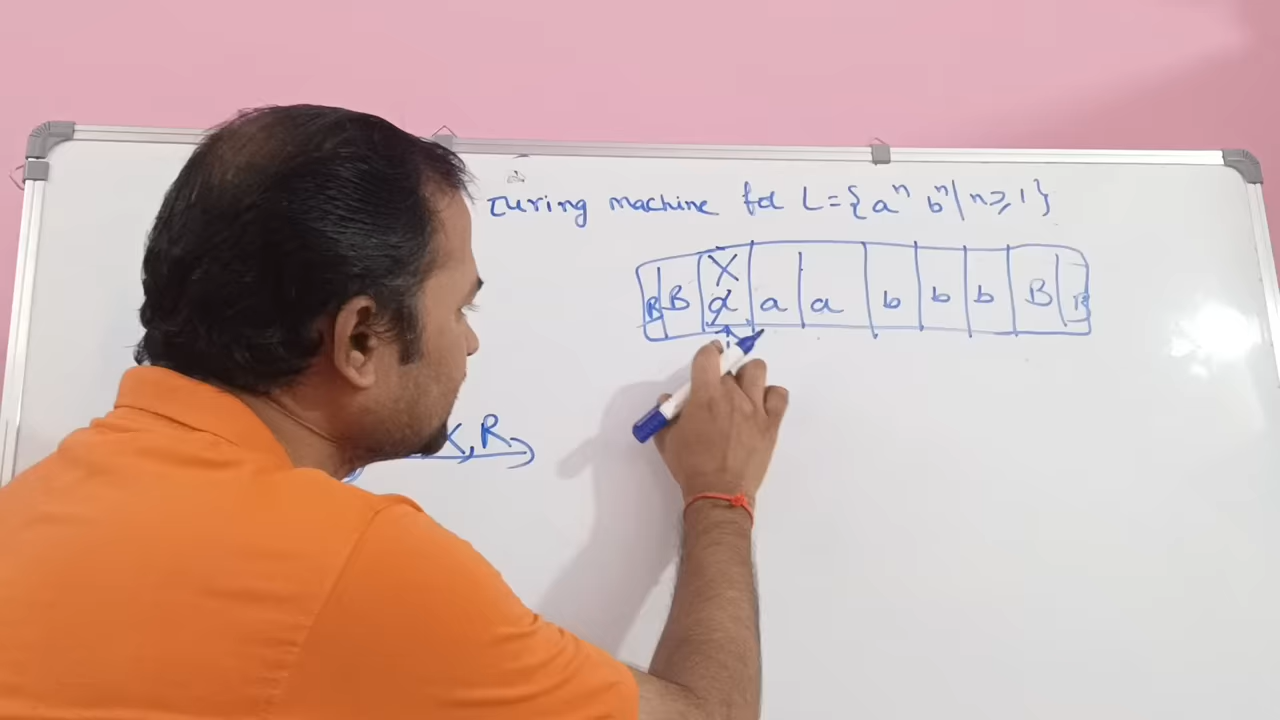 Turing machine for L = {aⁿ bⁿ | n ≥ 1}
X
B B a a a b b b B B
X, R